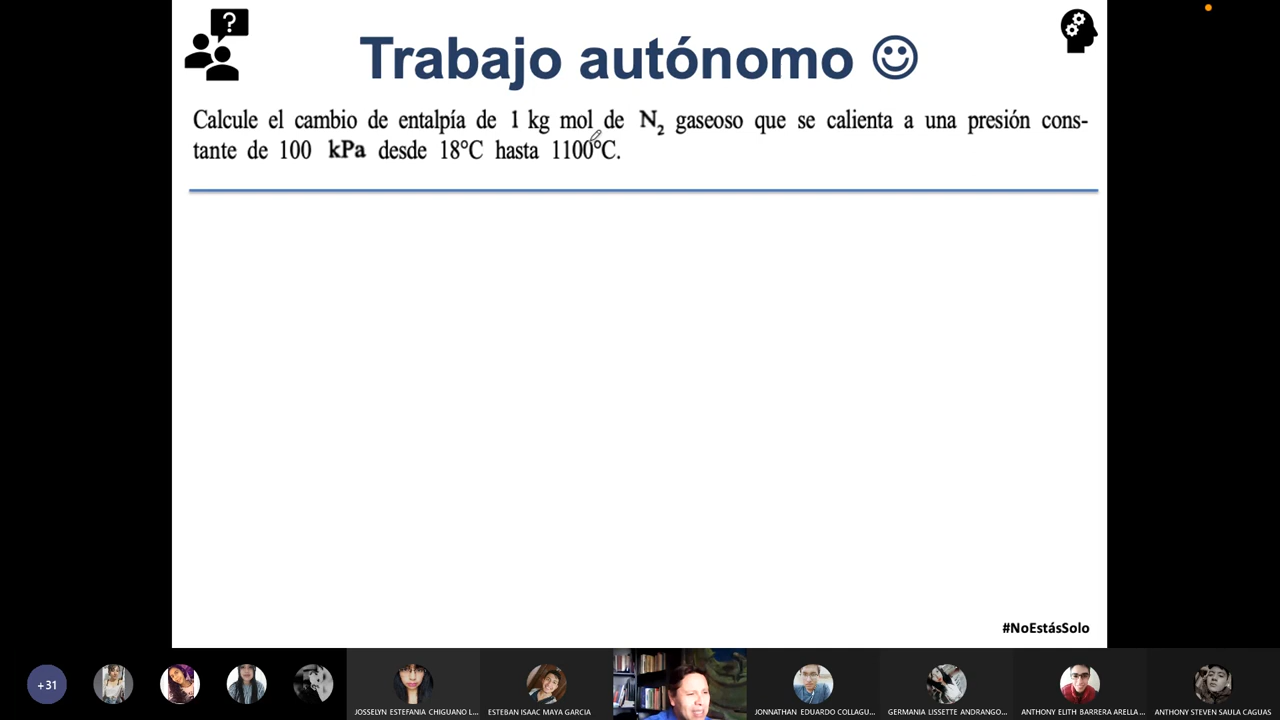 ?
Trabajo autónomo ☺
Calcule el cambio de entalpía de 1 kg mol de N₂ gaseoso que se calienta a una presión cons-
tante de 100 kPa desde 18°C hasta 1100°C.
#NoEstásSolo
+31
JOSSELYN ESTEFANIA CHIGUANO L...
ESTEBAN ISAAC MAYA GARCIA
JONNATHAN EDUARDO COLLAGU...
GERMANIA LISSETTE ANDRANGO...
ANTHONY ELITH BARRERA ARELLA...
ANTHONY STEVEN SAULA CAGUAS